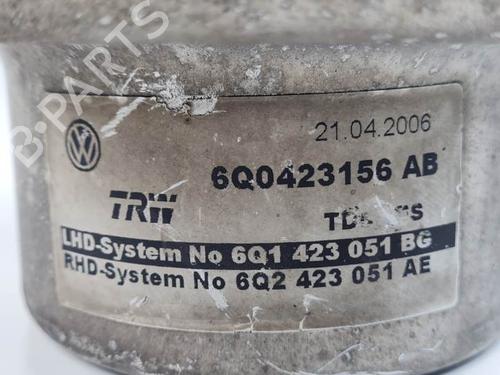 B-PARTS
21.04.2006
6Q0423156 AB
TRW
LHD-System No 6Q1 423 051 BG
RHD-System No 6Q2 423 051 AE